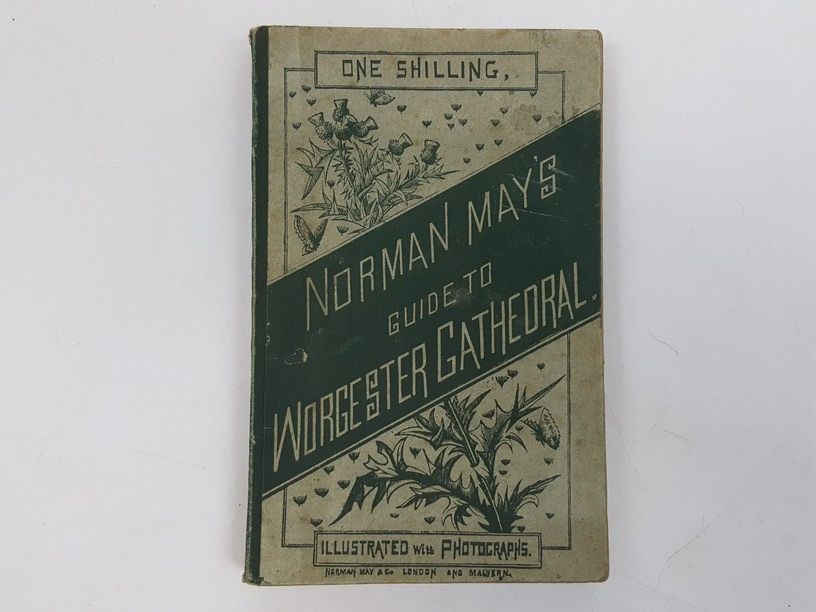 ONE SHILLING,.
NORMAN MAY'S
GUIDE TO
WORCESTER CATHEDRAL.
ILLUSTRATED with PHOTOGRAPHS.
NORMAN MAY & Co LONDON AND MALVERN.